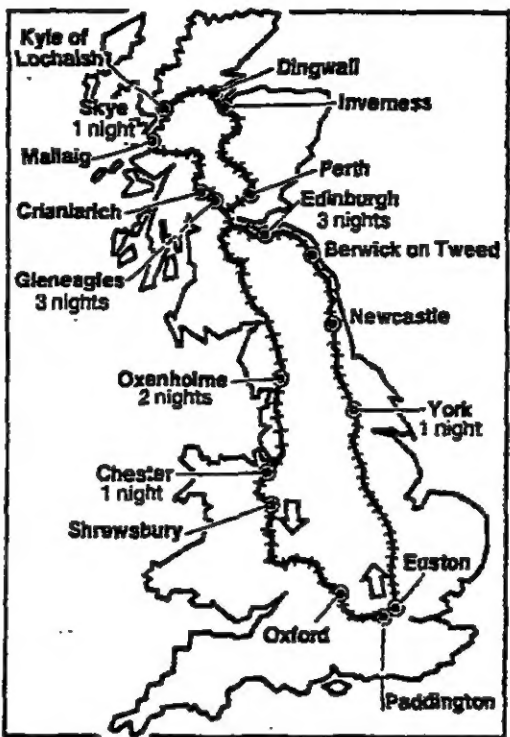 Kyle of
Lochalsh
Dingwall
Skye
1 night
Inverness
Mallaig
Perth
Crianlarich
Edinburgh
3 nights
Berwick on Tweed
Gleneagles
3 nights
Newcastle
Oxenholme
2 nights
York
1 night
Chester
1 night
Shrewsbury
Euston
Oxford
Paddington